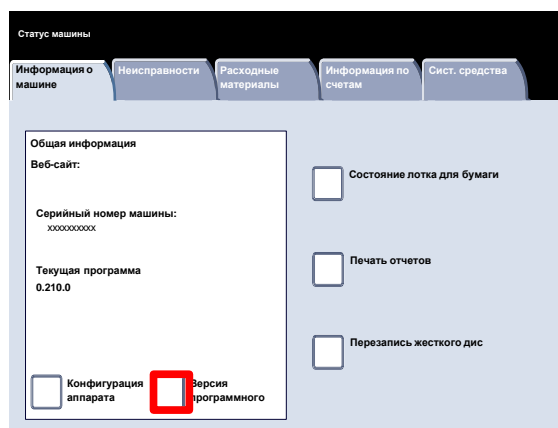 Статус машины
Информация о машине
Неисправности
Расходные материалы
Информация по счетам
Сист. средства
Общая информация
Веб-сайт:
Серийный номер машины:
xxxxxxxxxx
Текущая программа
0.210.0
Конфигурация аппарата
Версия программного
Состояние лотка для бумаги
Печать отчетов
Перезапись жесткого дис